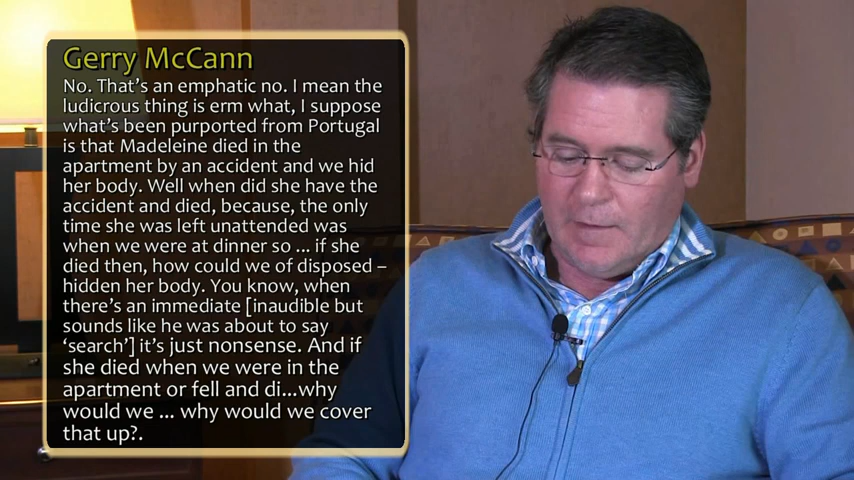 Gerry McCann
No. That's an emphatic no. I mean the
ludicrous thing is erm what, I suppose
what's been purported from Portugal
is that Madeleine died in the
apartment by an accident and we hid
her body. Well when did she have the
accident and died, because, the only
time she was left unattended was
when we were at dinner so ... if she
died then, how could we of disposed –
hidden her body. You know, when
there's an immediate [inaudible but
sounds like he was about to say
'search'] it's just nonsense. And if
she died when we were in the
apartment or fell and di...why
would we ... why would we cover
that up?.